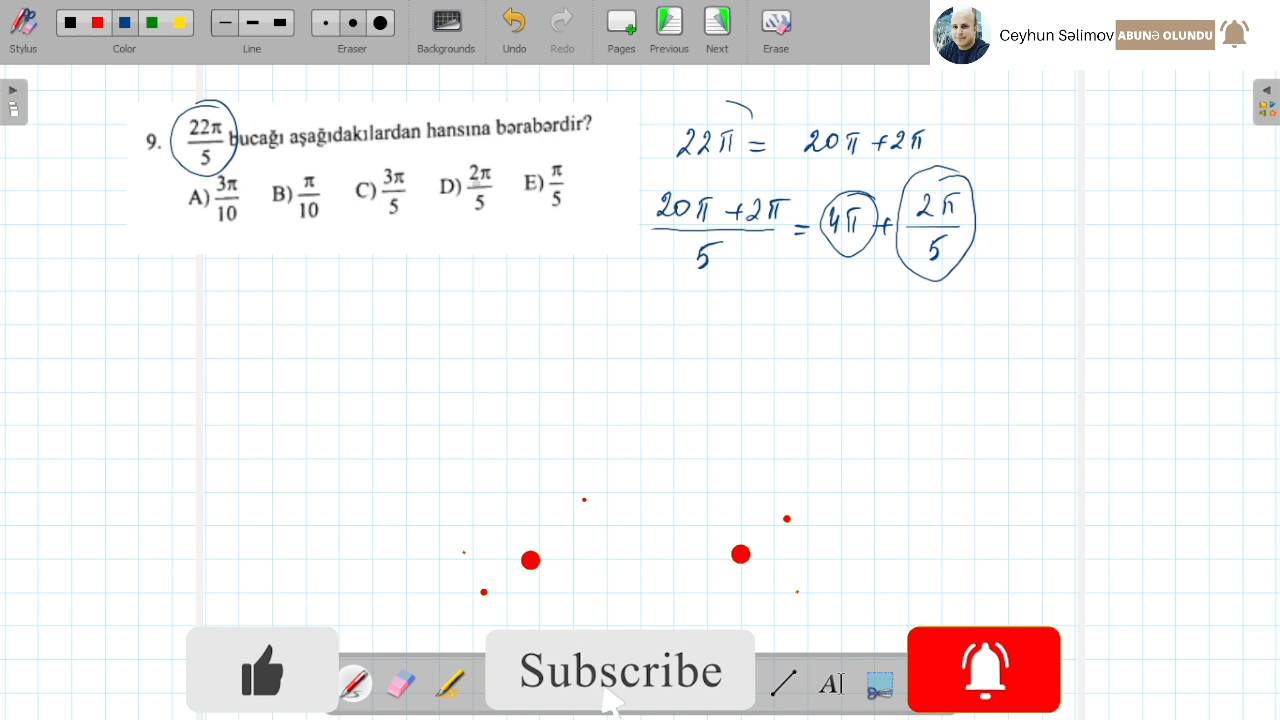 Stylus Color Line Eraser Backgrounds Undo Redo Pages Previous Next Erase
Ceyhun Səlimov ABUNƏ OLUNDU
9. 22π/5 bucağı aşağıdakılardan hansına bərabərdir?
A) 3π/10 B) π/10 C) 3π/5 D) 2π/5 E) π/5
22π = 20π + 2π
20π + 2π / 5 = 4π + 2π/5
Subscribe
A